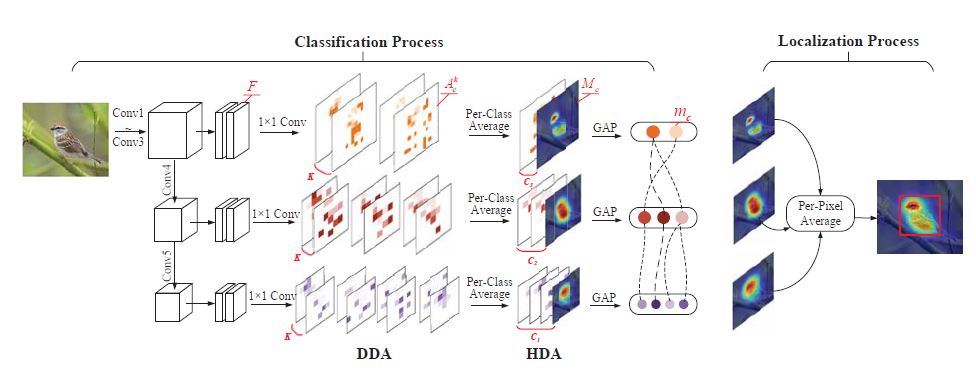 Classification Process
Localization Process
F
A_c^k
M_c
m_c
Conv1
~
Conv3
1×1 Conv
Per-Class
Average
GAP
K
C_3
Conv4
1×1 Conv
Per-Class
Average
GAP
K
C_2
Per-Pixel
Average
Conv5
1×1 Conv
Per-Class
Average
GAP
K
C_1
DDA
HDA